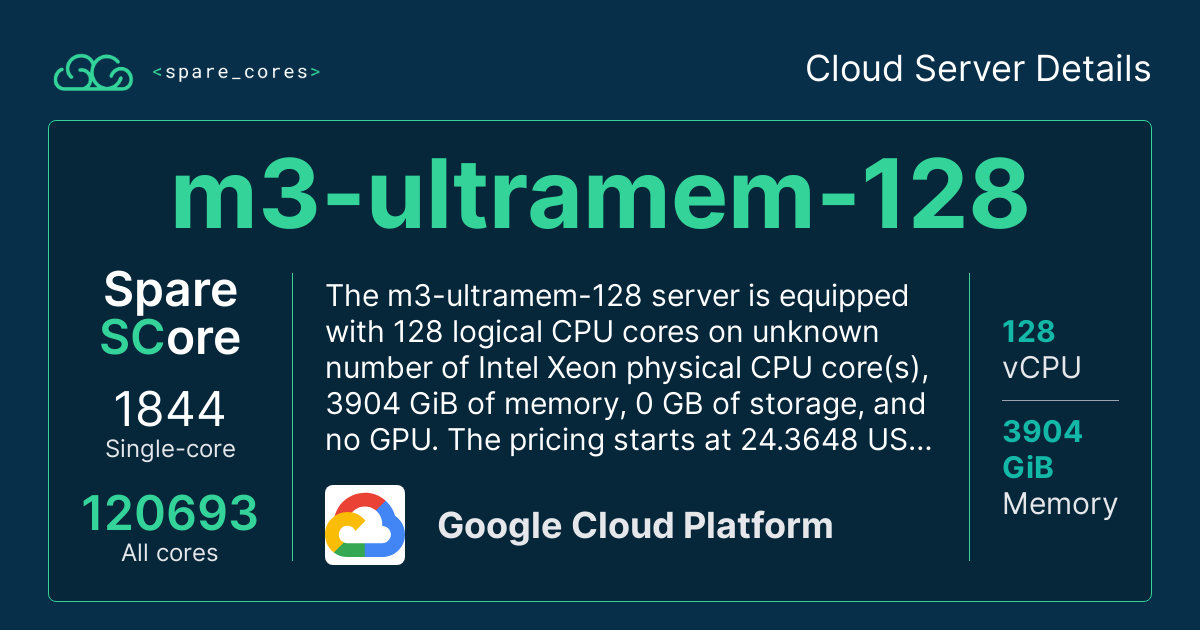 <spare_cores>
Cloud Server Details
m3-ultramem-128
Spare
SCore
1844
Single-core
120693
All cores
The m3-ultramem-128 server is equipped
with 128 logical CPU cores on unknown
number of Intel Xeon physical CPU core(s),
3904 GiB of memory, 0 GB of storage, and
no GPU. The pricing starts at 24.3648 US...
Google Cloud Platform
128
vCPU
3904
GiB
Memory